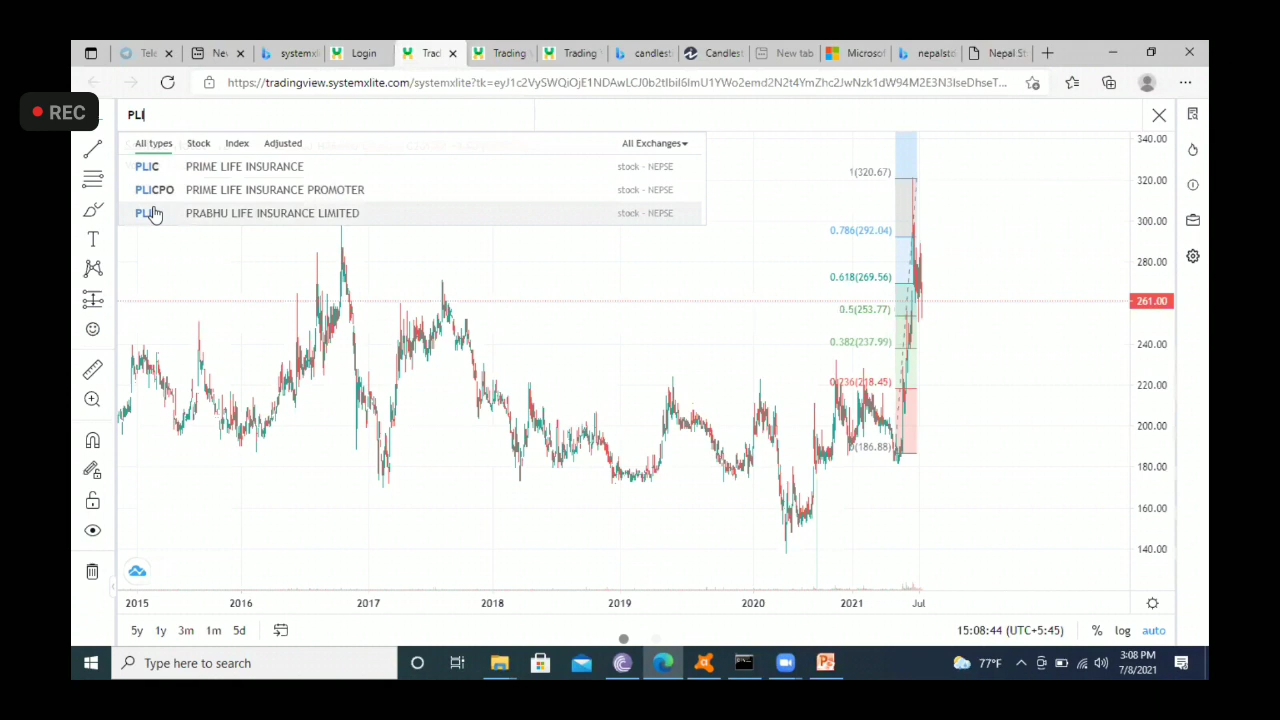 Tele
Ne
systemx
Login
Trad
Trading
Trading
candlest
Candlest
New tab
Microsof
nepalsto
Nepal St
https://tradingview.systemxlite.com/systemxlite?tk=
REC
PLI
All types Stock Index Adjusted All Exchanges
PLIC PRIME LIFE INSURANCE stock - NEPSE
PLICPO PRIME LIFE INSURANCE PROMOTER stock - NEPSE
PRABHU LIFE INSURANCE LIMITED stock - NEPSE
340.00
1(320.67)
320.00
300.00
0.786(292.04)
280.00
0.618(269.56)
261.00
0.5(253.77)
0.382(237.99)
240.00
0.236(218.45)
220.00
200.00
(186.88)
180.00
160.00
140.00
2015 2016 2017 2018 2019 2020 2021 Jul
5y 1y 3m 1m 5d 15:08:44 (UTC+5:45) % log auto
Type here to search
77°F
3:08 PM
7/8/2021